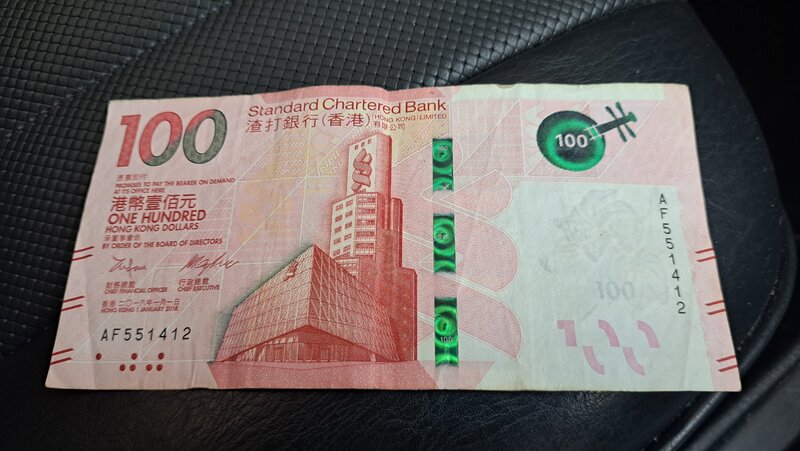 100
Standard Chartered Bank
(HONG KONG) LIMITED
渣打銀行(香港)有限公司
憑票即付
PROMISES TO PAY THE BEARER ON DEMAND
AT ITS OFFICE HERE
港幣壹佰元
ONE HUNDRED
HONG KONG DOLLARS
承董事會命
BY ORDER OF THE BOARD OF DIRECTORS
財務總監
CHIEF FINANCIAL OFFICER
行政總裁
CHIEF EXECUTIVE
香港 二〇一八年一月一日
HONG KONG 1 JANUARY 2018
AF551412
100
100
AF551412
100